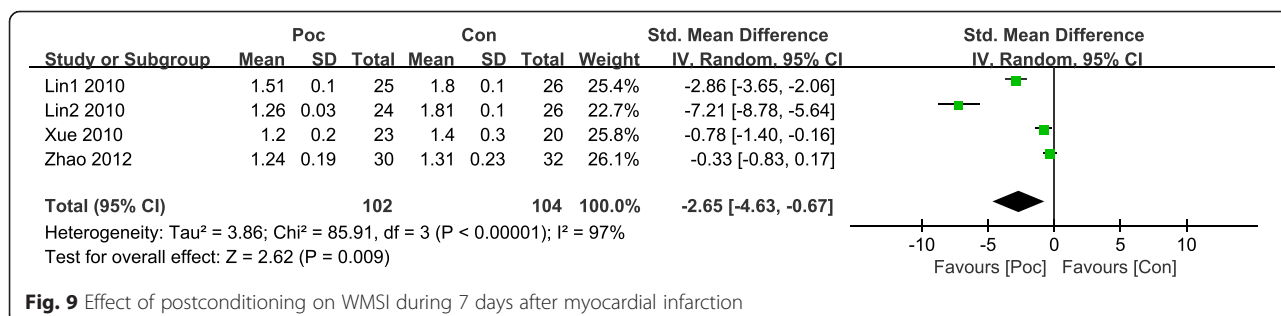 Poc Con Std. Mean Difference Std. Mean Difference
Study or Subgroup Mean SD Total Mean SD Total Weight IV, Random, 95% CI IV, Random, 95% CI
Lin1 2010 1.51 0.1 25 1.8 0.1 26 25.4% -2.86 [-3.65, -2.06]
Lin2 2010 1.26 0.03 24 1.81 0.1 26 22.7% -7.21 [-8.78, -5.64]
Xue 2010 1.2 0.2 23 1.4 0.3 20 25.8% -0.78 [-1.40, -0.16]
Zhao 2012 1.24 0.19 30 1.31 0.23 32 26.1% -0.33 [-0.83, 0.17]
Total (95% CI) 102 104 100.0% -2.65 [-4.63, -0.67]
Heterogeneity: Tau² = 3.86; Chi² = 85.91, df = 3 (P < 0.00001); I² = 97%
Test for overall effect: Z = 2.62 (P = 0.009)
-10 -5 0 5 10
Favours [Poc] Favours [Con]
Fig. 9 Effect of postconditioning on WMSI during 7 days after myocardial infarction